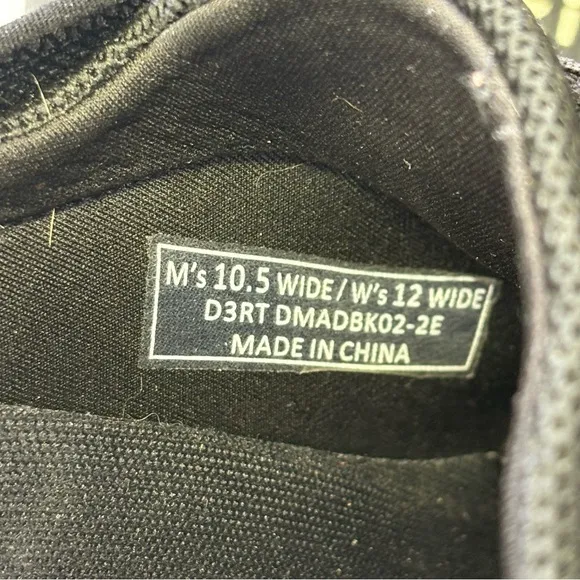 M's 10.5 WIDE / W's 12 WIDE
D3RT DMADBK02-2E
MADE IN CHINA